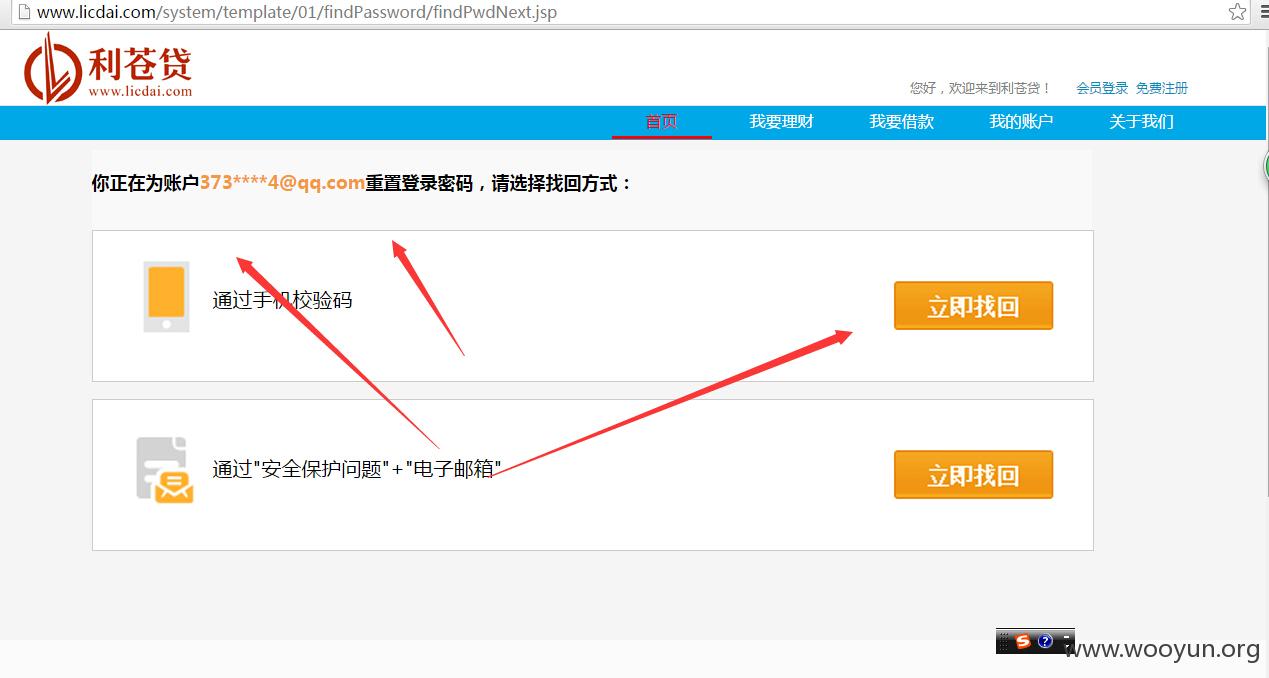 www.licdai.com/system/template/01/findPassword/findPwdNext.jsp
利苍贷
www.licdai.com
您好，欢迎来到利苍贷！ 会员登录 免费注册
首页 我要理财 我要借款 我的账户 关于我们
你正在为账户373****4@qq.com重置登录密码，请选择找回方式：
通过手机校验码
立即找回
通过"安全保护问题"+"电子邮箱"
立即找回
www.wooyun.org